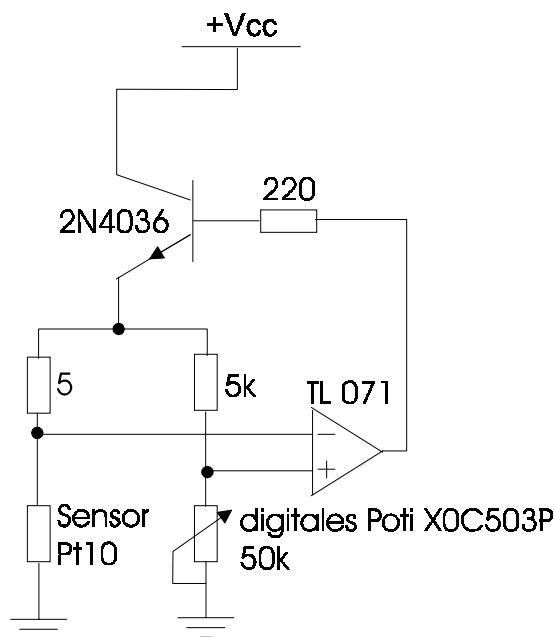 +Vcc
220
2N4036
5
5k
TL 071
−
+
Sensor
Pt10
digitales Poti X0C503P
50k